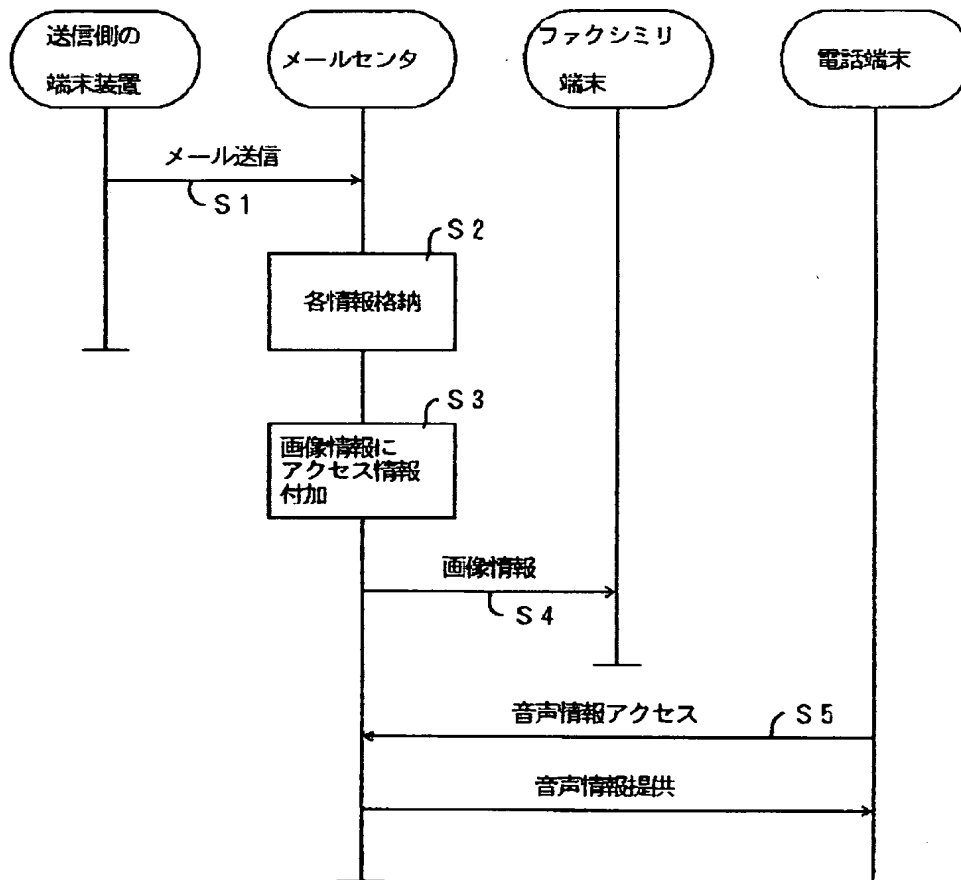 送信側の
端末装置
メールセンタ
ファクシミリ
端末
電話端末
メール送信
S1
S2
各情報格納
S3
画像情報に
アクセス情報
付加
画像情報
S4
音声情報アクセス
S5
音声情報提供